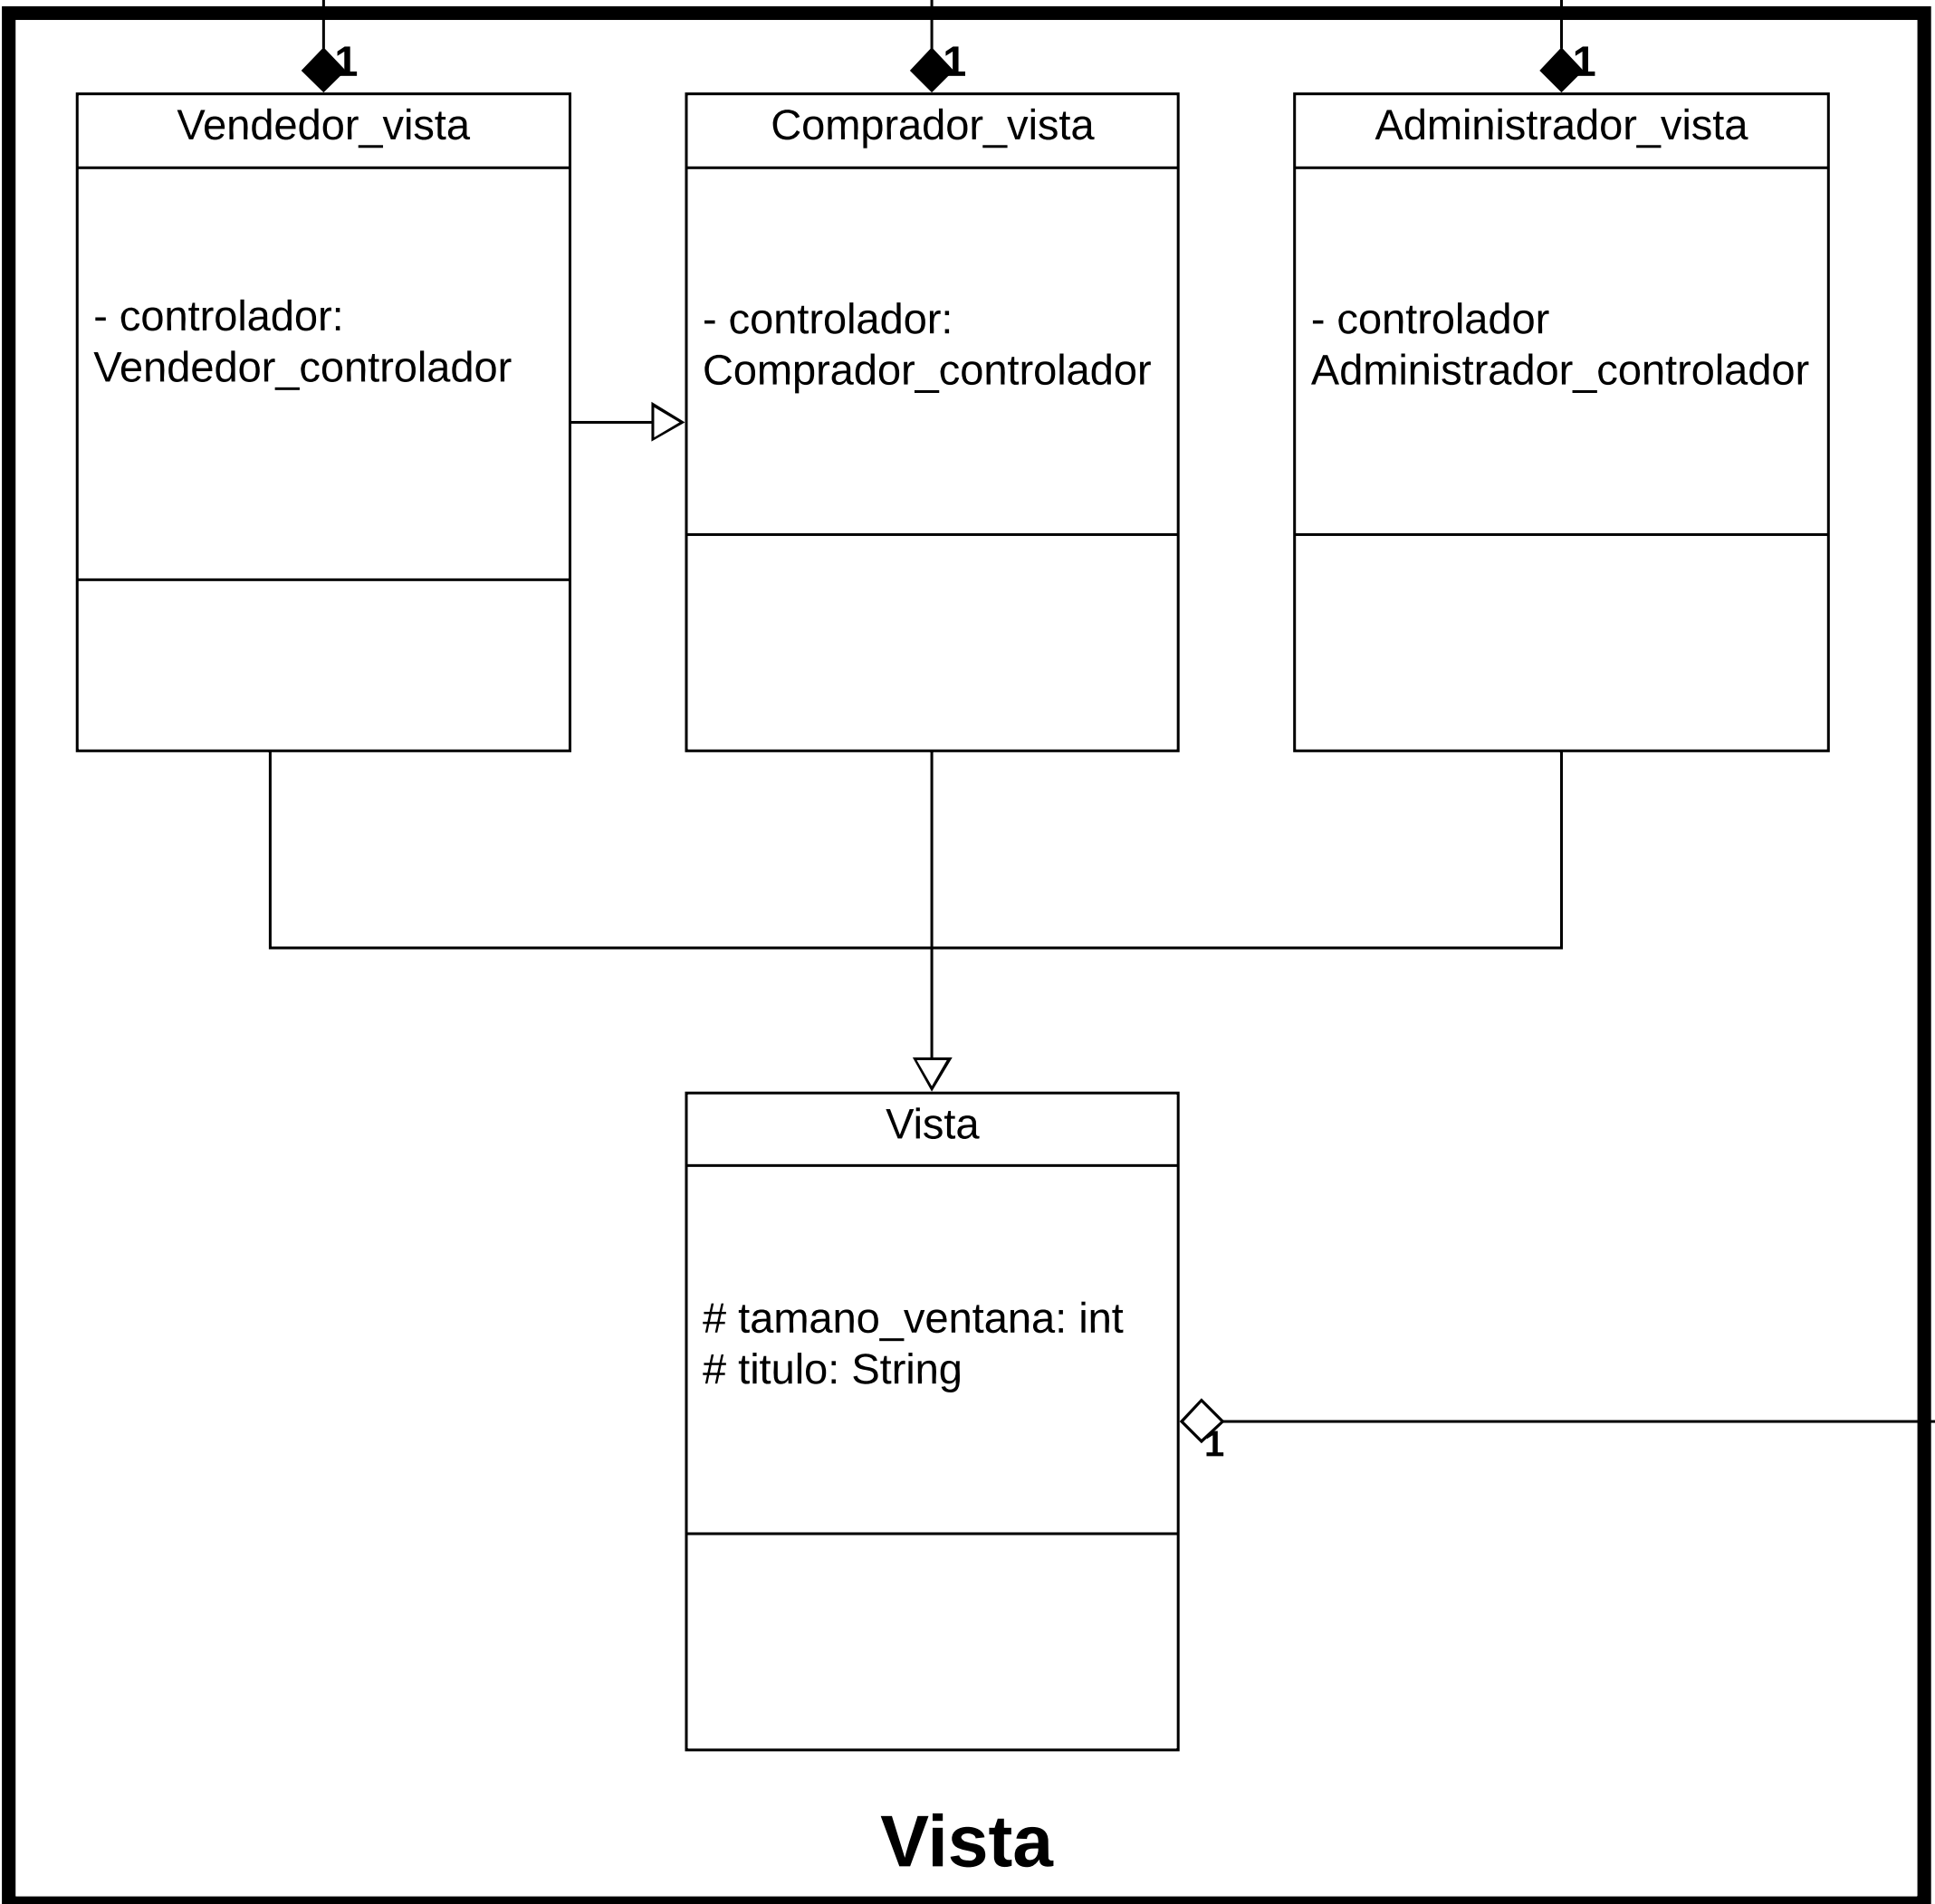 1
1
1
Vendedor_vista
Comprador_vista
Administrador_vista
- controlador:
Vendedor_controlador
- controlador:
Comprador_controlador
- controlador
Administrador_controlador
Vista
# tamano_ventana: int
# titulo: String
1
Vista